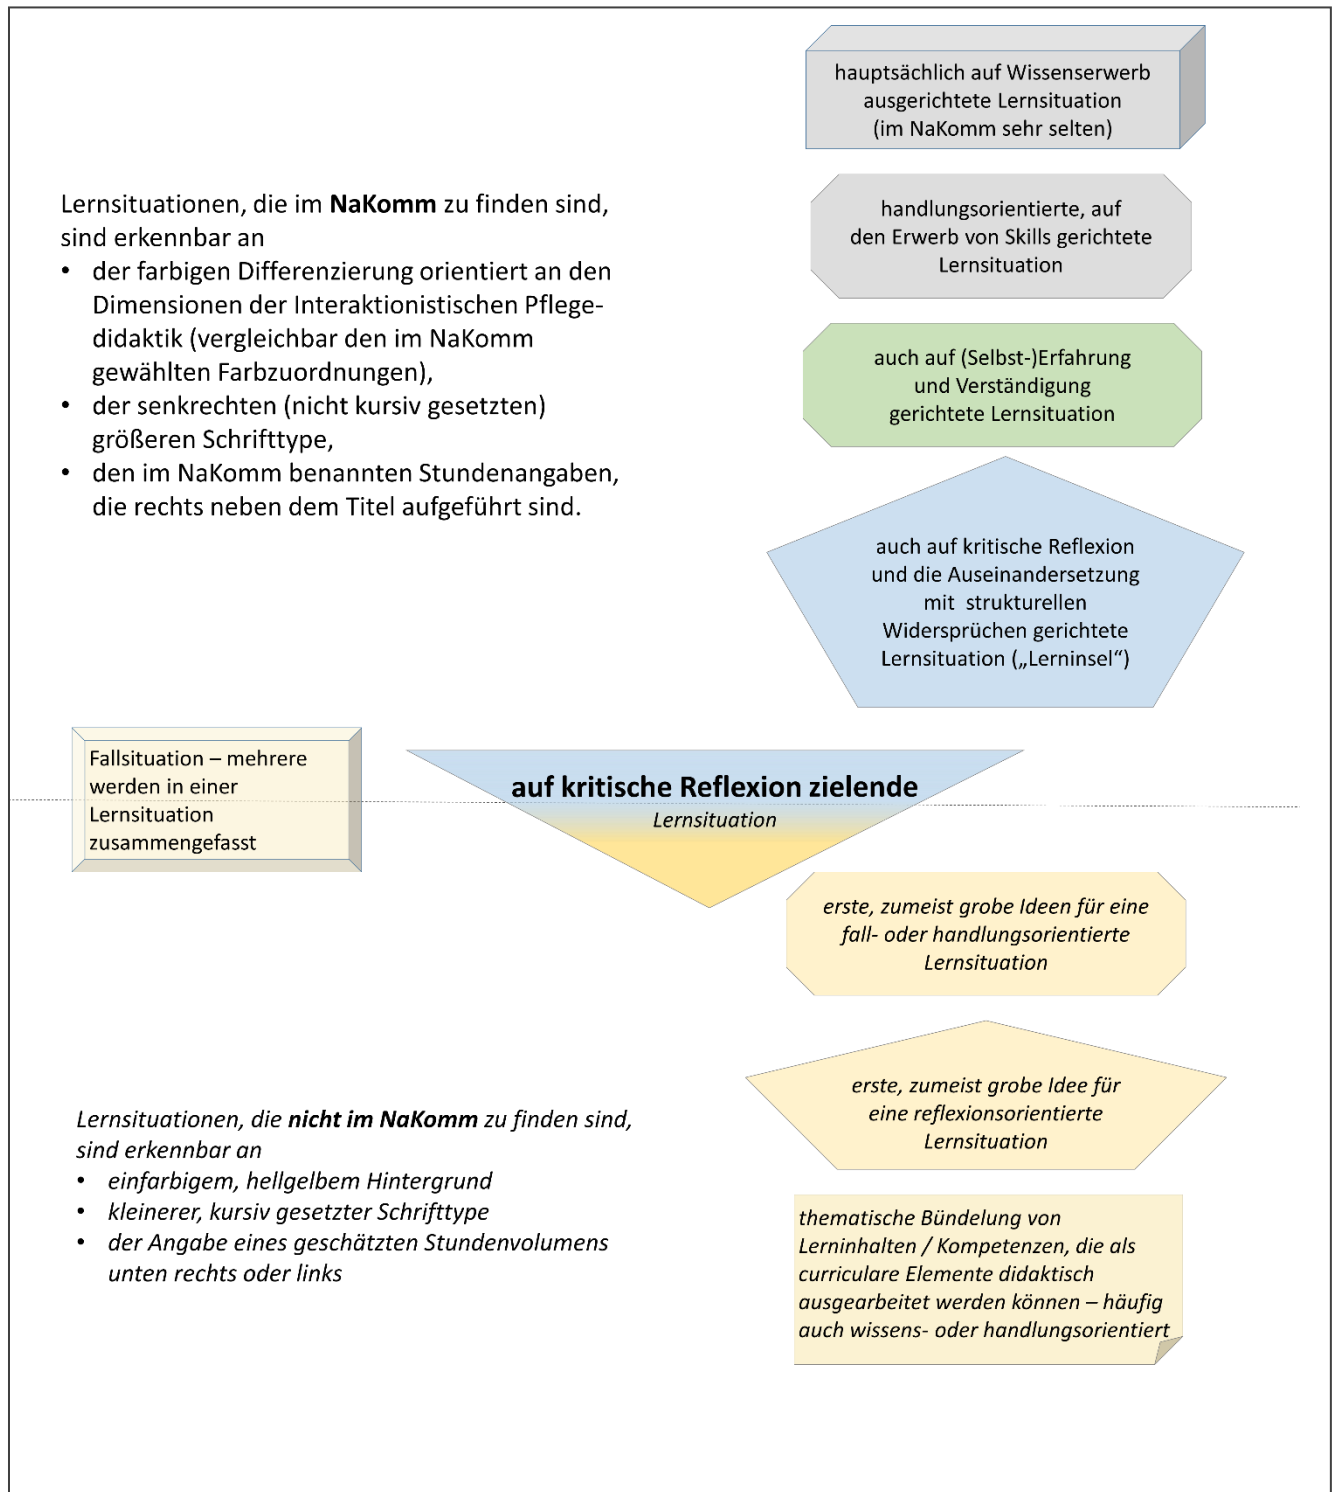 hauptsächlich auf Wissenserwerb
ausgerichtete Lernsituation
(im NaKomm sehr selten)
Lernsituationen, die im NaKomm zu finden sind,
sind erkennbar an
• der farbigen Differenzierung orientiert an den
Dimensionen der Interaktionistischen Pflege-
didaktik (vergleichbar den im NaKomm
gewählten Farbzuordnungen),
• der senkrechten (nicht kursiv gesetzten)
größeren Schrifttype,
• den im NaKomm benannten Stundenangaben,
die rechts neben dem Titel aufgeführt sind.
handlungsorientierte, auf
den Erwerb von Skills gerichtete
Lernsituation
auch auf (Selbst-)Erfahrung
und Verständigung
gerichtete Lernsituation
auch auf kritische Reflexion
und die Auseinandersetzung
mit strukturellen
Widersprüchen gerichtete
Lernsituation („Lerninsel“)
Fallsituation – mehrere
werden in einer
Lernsituation
zusammengefasst
auf kritische Reflexion zielende
Lernsituation
erste, zumeist grobe Ideen für eine
fall- oder handlungsorientierte
Lernsituation
erste, zumeist grobe Idee für
eine reflexionsorientierte
Lernsituation
Lernsituationen, die nicht im NaKomm zu finden sind,
sind erkennbar an
• einfarbigem, hellgelbem Hintergrund
• kleinerer, kursiv gesetzter Schrifttype
• der Angabe eines geschätzten Stundenvolumens
unten rechts oder links
thematische Bündelung von
Lerninhalten / Kompetenzen, die als
curriculare Elemente didaktisch
ausgearbeitet werden können – häufig
auch wissens- oder handlungsorientiert